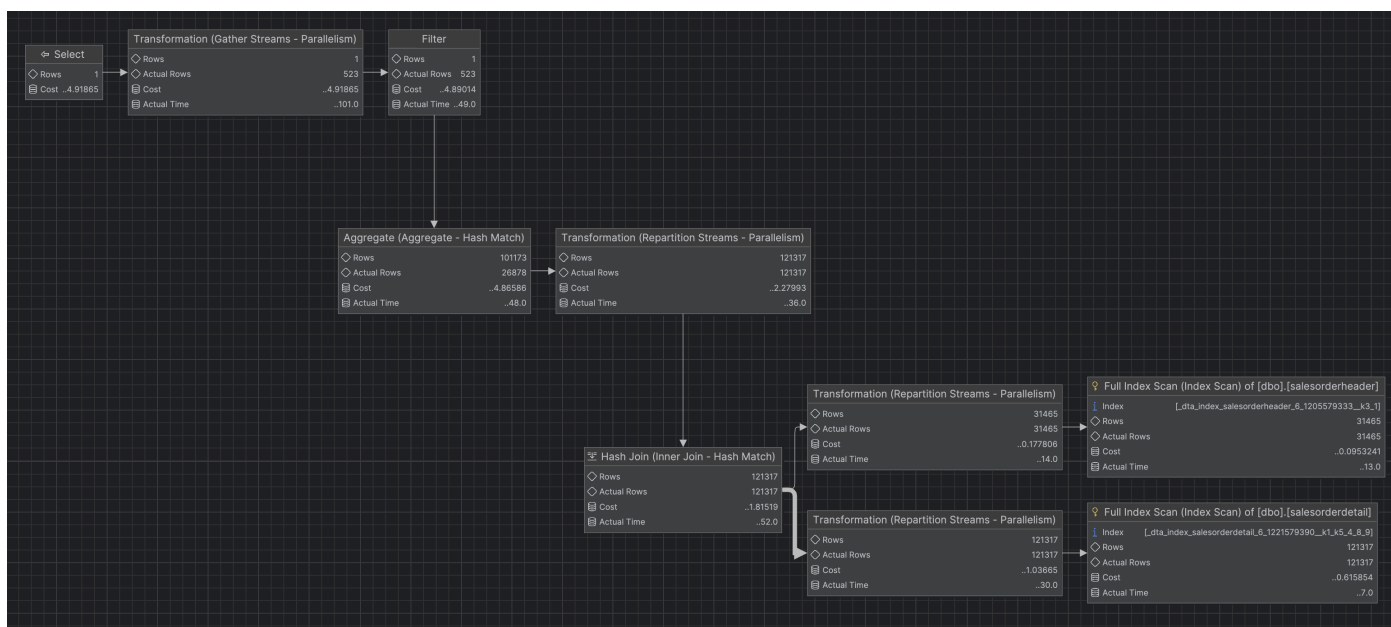 Select
Rows 1
Cost ..4.91865
Transformation (Gather Streams - Parallelism)
Rows 1
Actual Rows 523
Cost ..4.91865
Actual Time ..101.0
Filter
Rows 1
Actual Rows 523
Cost ..4.89014
Actual Time ..49.0
Aggregate (Aggregate - Hash Match)
Rows 101173
Actual Rows 26878
Cost ..4.86586
Actual Time ..48.0
Transformation (Repartition Streams - Parallelism)
Rows 121317
Actual Rows 121317
Cost ..2.27993
Actual Time ..36.0
Hash Join (Inner Join - Hash Match)
Rows 121317
Actual Rows 121317
Cost ..1.81519
Actual Time ..52.0
Transformation (Repartition Streams - Parallelism)
Rows 31465
Actual Rows 31465
Cost ..0.177806
Actual Time ..14.0
Full Index Scan (Index Scan) of [dbo].[salesorderheader]
Index [_dta_index_salesorderheader_6_1205579333__k3_1]
Rows 31465
Actual Rows 31465
Cost ..0.0953241
Actual Time ..13.0
Transformation (Repartition Streams - Parallelism)
Rows 121317
Actual Rows 121317
Cost ..1.03665
Actual Time ..30.0
Full Index Scan (Index Scan) of [dbo].[salesorderdetail]
Index [_dta_index_salesorderdetail_6_1221579390__k1_k5_4_8_9]
Rows 121317
Actual Rows 121317
Cost ..0.615854
Actual Time ..7.0